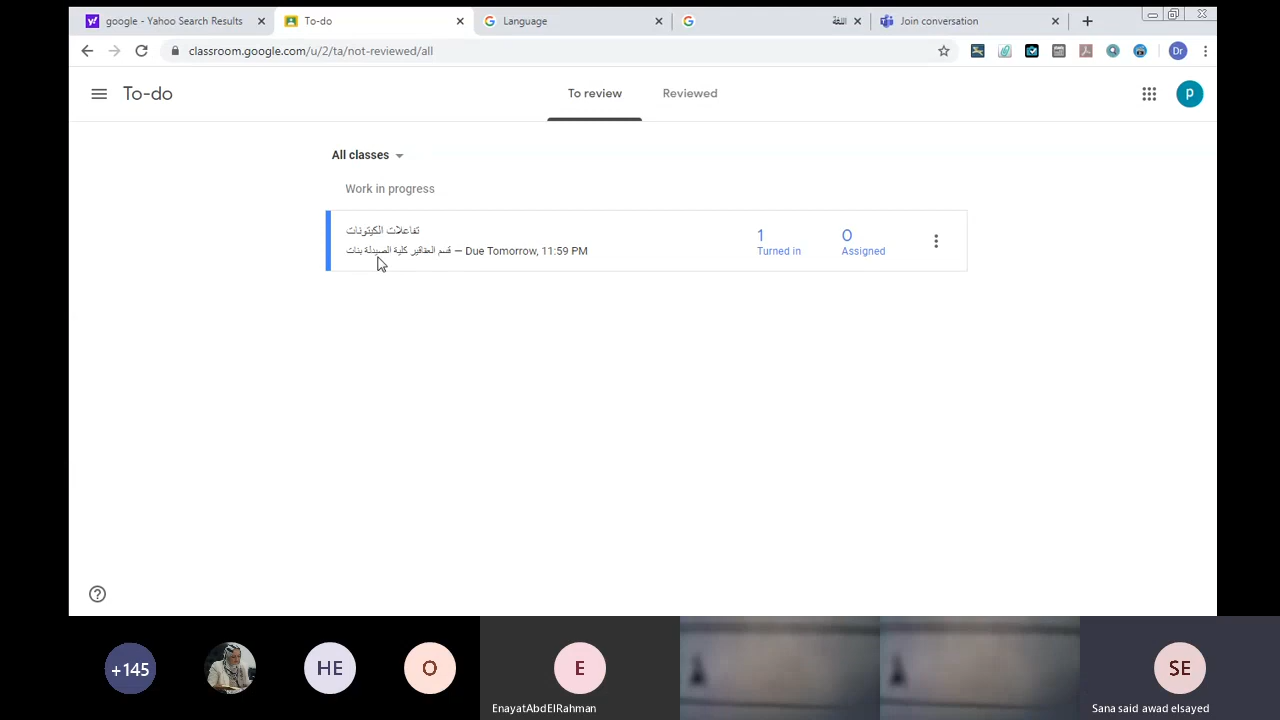 google - Yahoo Search Results
To-do
Language
اللغة
Join conversation
classroom.google.com/u/2/ta/not-reviewed/all
Dr
To-do
To review
Reviewed
p
All classes
Work in progress
تفاعلات الكيتونات
قسم العقاقير كلية الصيدلة بنات — Due Tomorrow, 11:59 PM
1
Turned in
0
Assigned
+145
HE
O
E
EnayatAbdElRahman
SE
Sana said awad elsayed